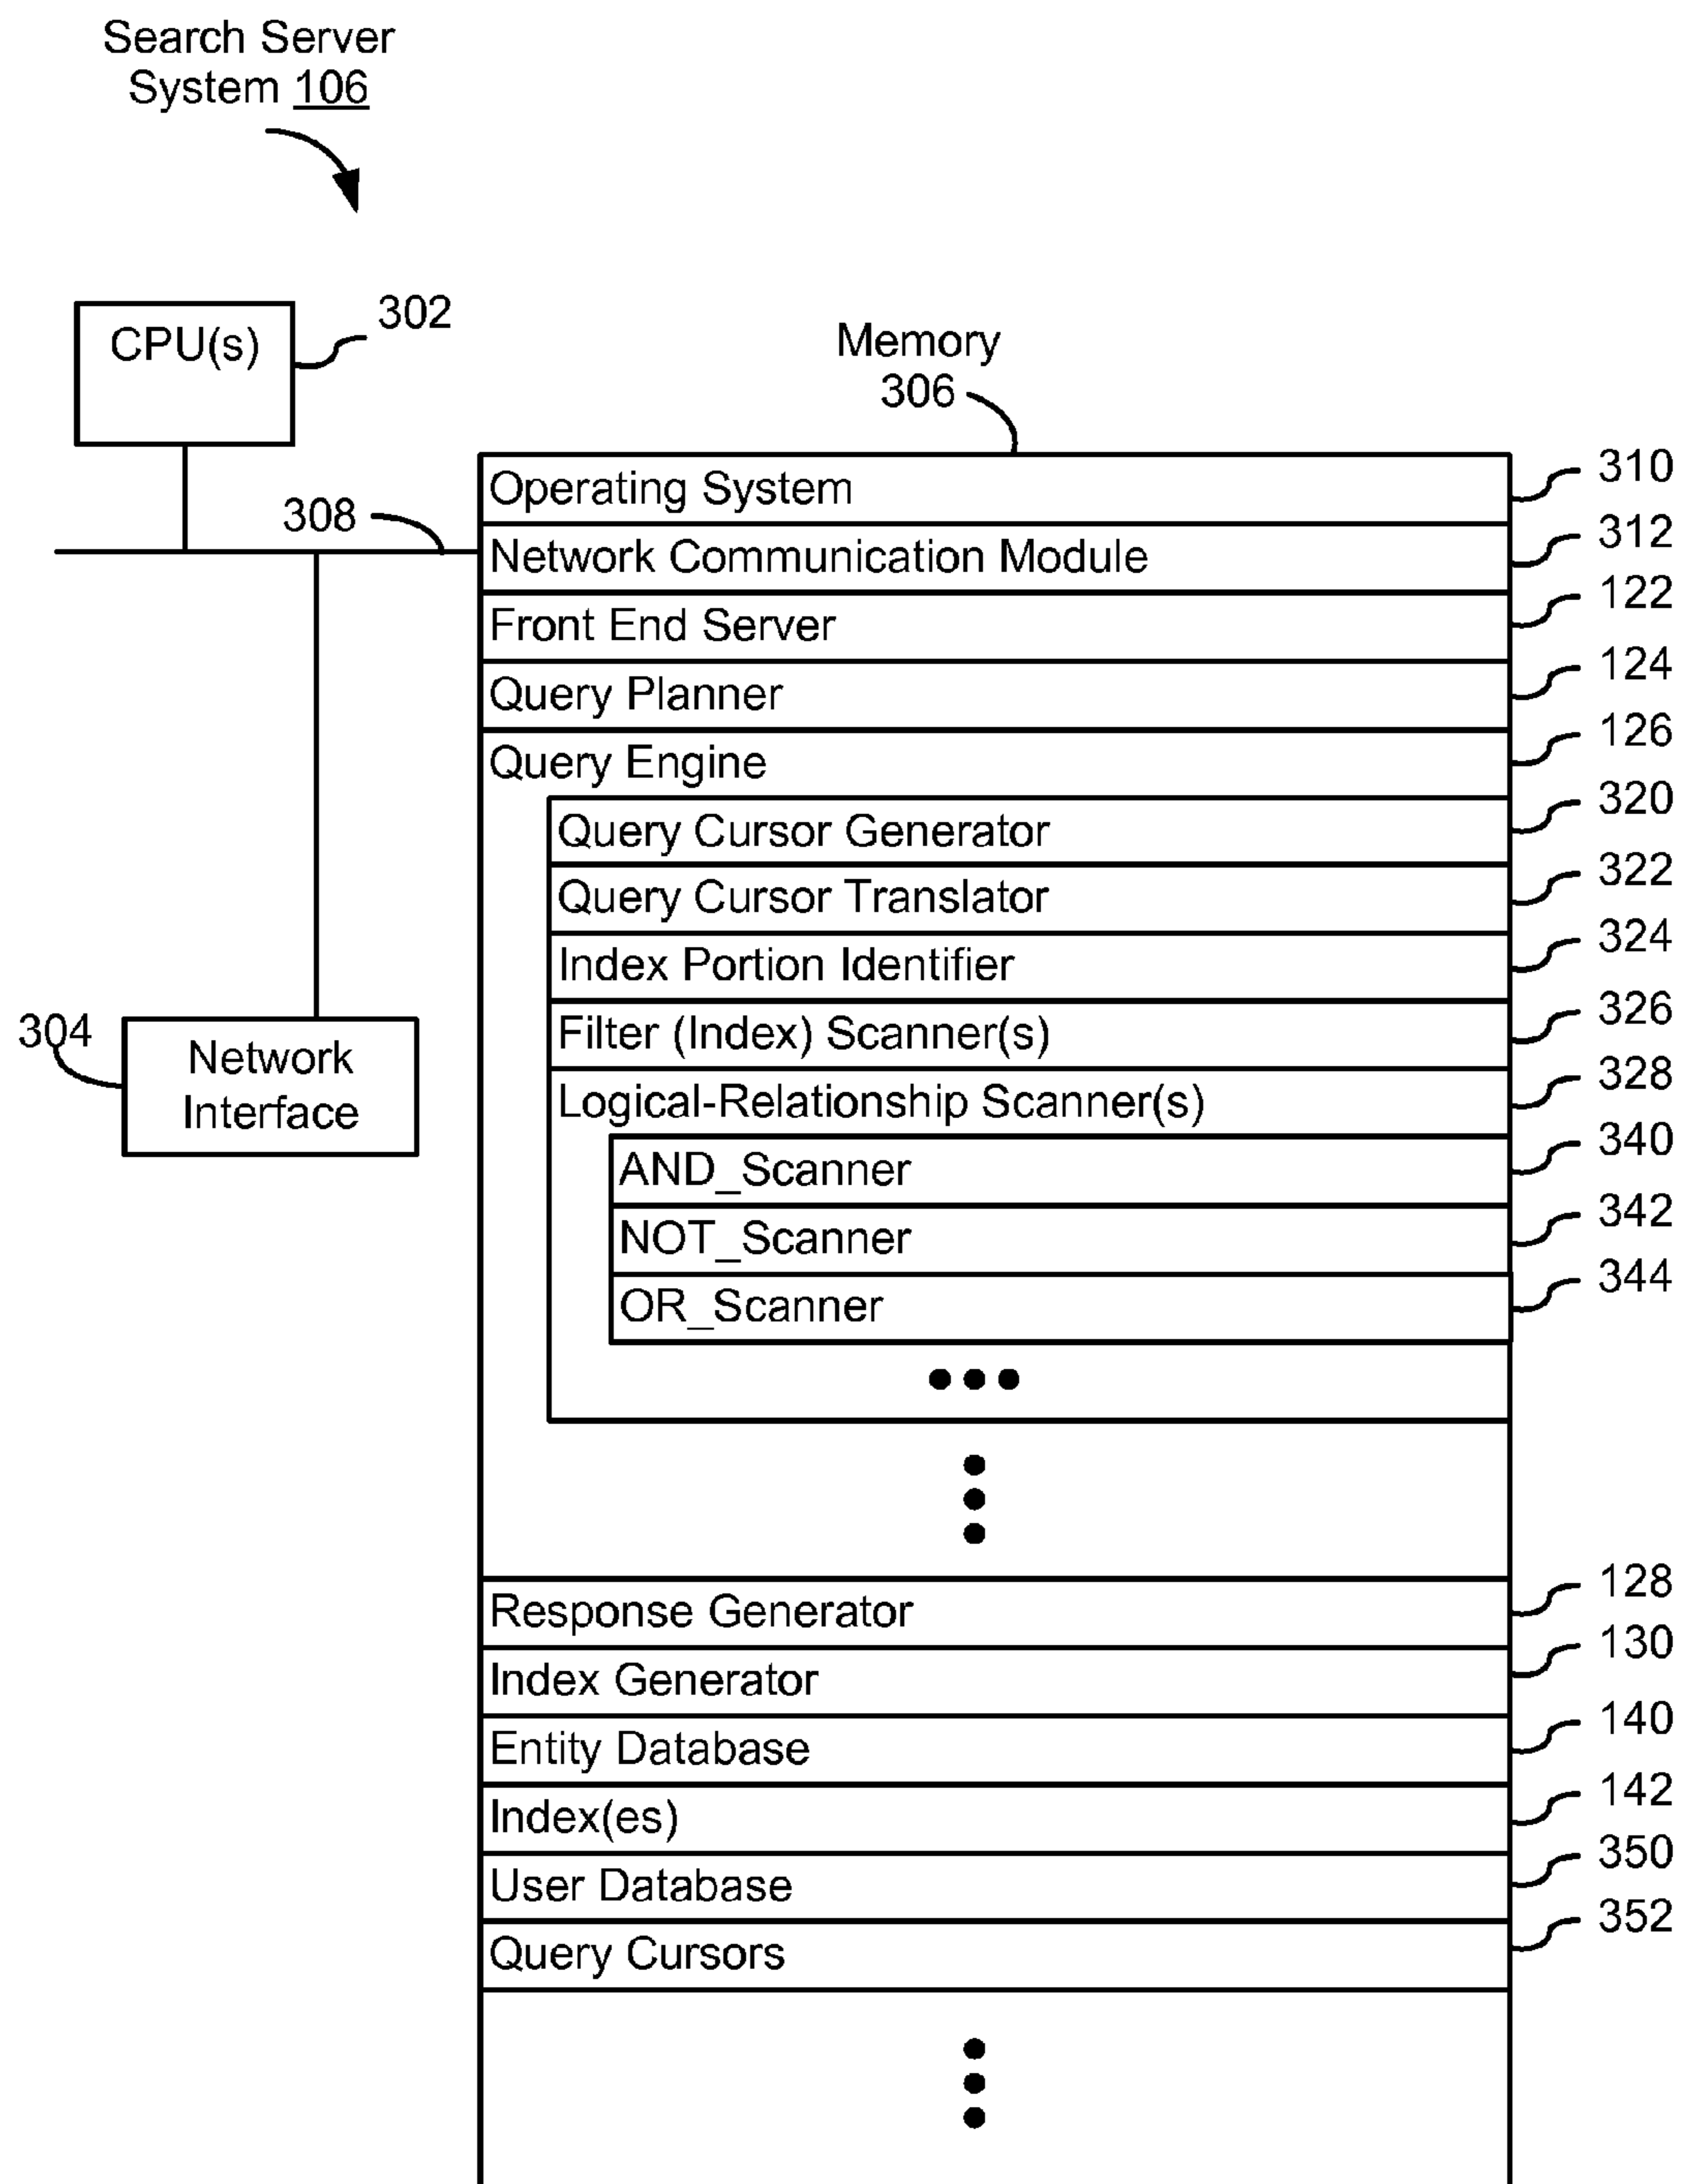 Search Server
System 106
CPU(s)
302
Memory
306
308
Operating System
310
Network Communication Module
312
Front End Server
122
Query Planner
124
Query Engine
126
Query Cursor Generator
320
Query Cursor Translator
322
Index Portion Identifier
324
Filter (Index) Scanner(s)
326
Logical-Relationship Scanner(s)
328
AND_Scanner
340
NOT_Scanner
342
OR_Scanner
344
304
Network
Interface
Response Generator
128
Index Generator
130
Entity Database
140
Index(es)
142
User Database
350
Query Cursors
352